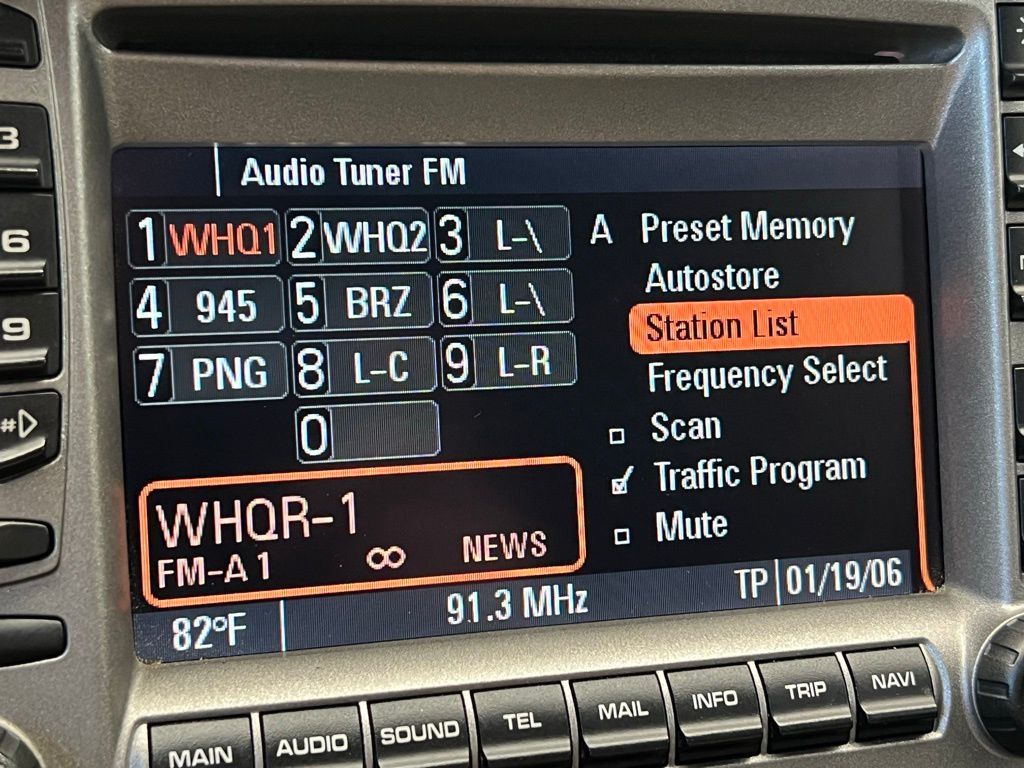 Audio Tuner FM
1 WHQ1 2 WHQ2 3 L-\
4 945 5 BRZ 6 L-\
7 PNG 8 L-C 9 L-R
0
A Preset Memory
Autostore
Station List
Frequency Select
Scan
Traffic Program
Mute
WHQR-1
FM-A 1 ∞ NEWS
82°F 91.3 MHz TP 01/19/06
MAIN AUDIO SOUND TEL MAIL INFO TRIP NAVI
3
6
9
#